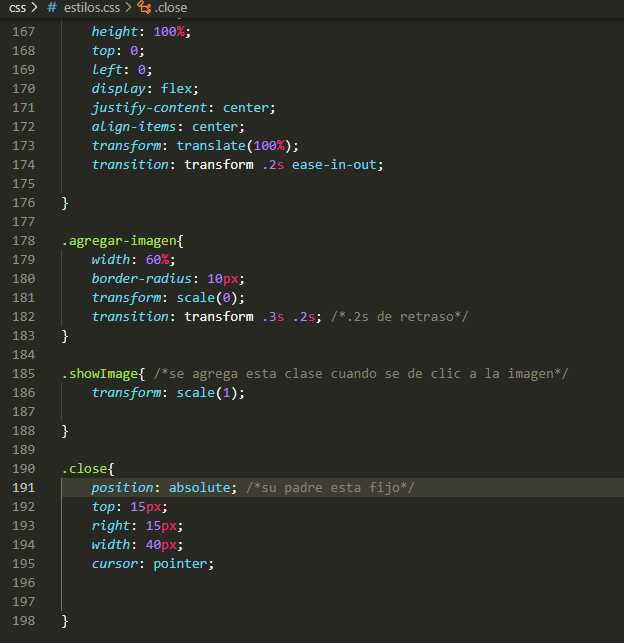 css > # estilos.css > .close
167 height: 100%;
168 top: 0;
169 left: 0;
170 display: flex;
171 justify-content: center;
172 align-items: center;
173 transform: translate(100%);
174 transition: transform .2s ease-in-out;
175
176 }
177
178 .agregar-imagen{
179 width: 60%;
180 border-radius: 10px;
181 transform: scale(0);
182 transition: transform .3s .2s; /*.2s de retraso*/
183 }
184
185 .showImage{ /*se agrega esta clase cuando se de clic a la imagen*/
186 transform: scale(1);
187
188 }
189
190 .close{
191 position: absolute; /*su padre esta fijo*/
192 top: 15px;
193 right: 15px;
194 width: 40px;
195 cursor: pointer;
196
197
198 }